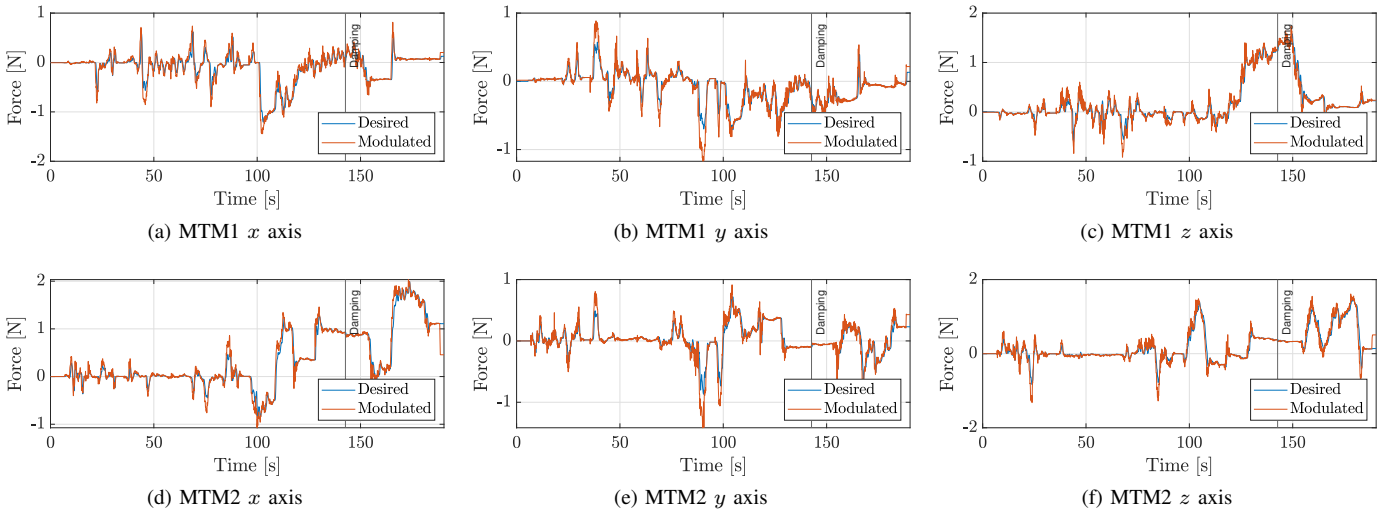 1
0
-1
-2
Force [N]
Damping
Desired
Modulated
0
50
100
150
Time [s]
(a) MTM1 x axis
1
0
-1
Force [N]
Damping
Desired
Modulated
0
50
100
150
Time [s]
(b) MTM1 y axis
2
1
0
-1
Force [N]
Damping
Desired
Modulated
0
50
100
150
Time [s]
(c) MTM1 z axis
2
1
0
-1
Force [N]
Damping
Desired
Modulated
0
50
100
150
Time [s]
(d) MTM2 x axis
1
0
-1
Force [N]
Damping
Desired
Modulated
0
50
100
150
Time [s]
(e) MTM2 y axis
2
0
-2
Force [N]
Damping
Desired
Modulated
0
50
100
150
Time [s]
(f) MTM2 z axis